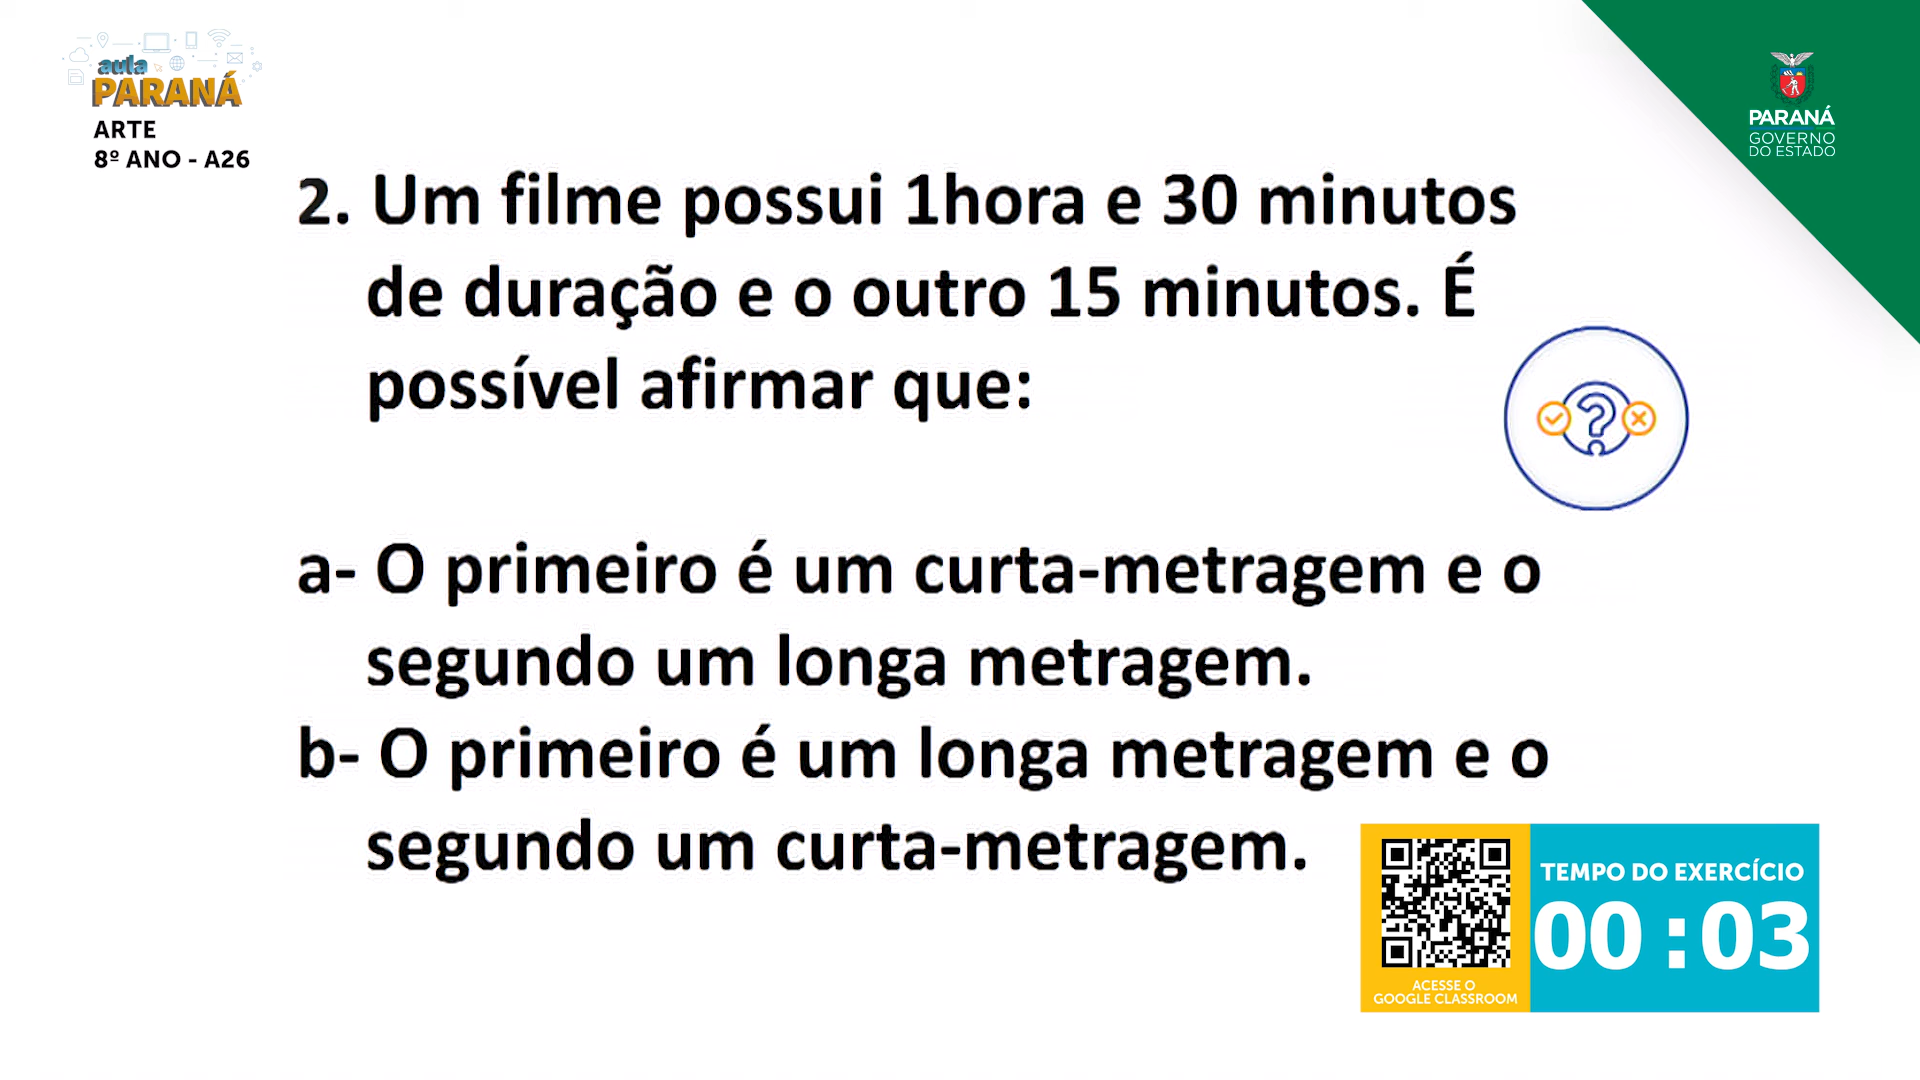 aula
PARANÁ
ARTE
8º ANO - A26
PARANÁ
GOVERNO
DO ESTADO
2. Um filme possui 1hora e 30 minutos
de duração e o outro 15 minutos. É
possível afirmar que:
a- O primeiro é um curta-metragem e o
segundo um longa metragem.
b- O primeiro é um longa metragem e o
segundo um curta-metragem.
ACESSE O
GOOGLE CLASSROOM
TEMPO DO EXERCÍCIO
00:03